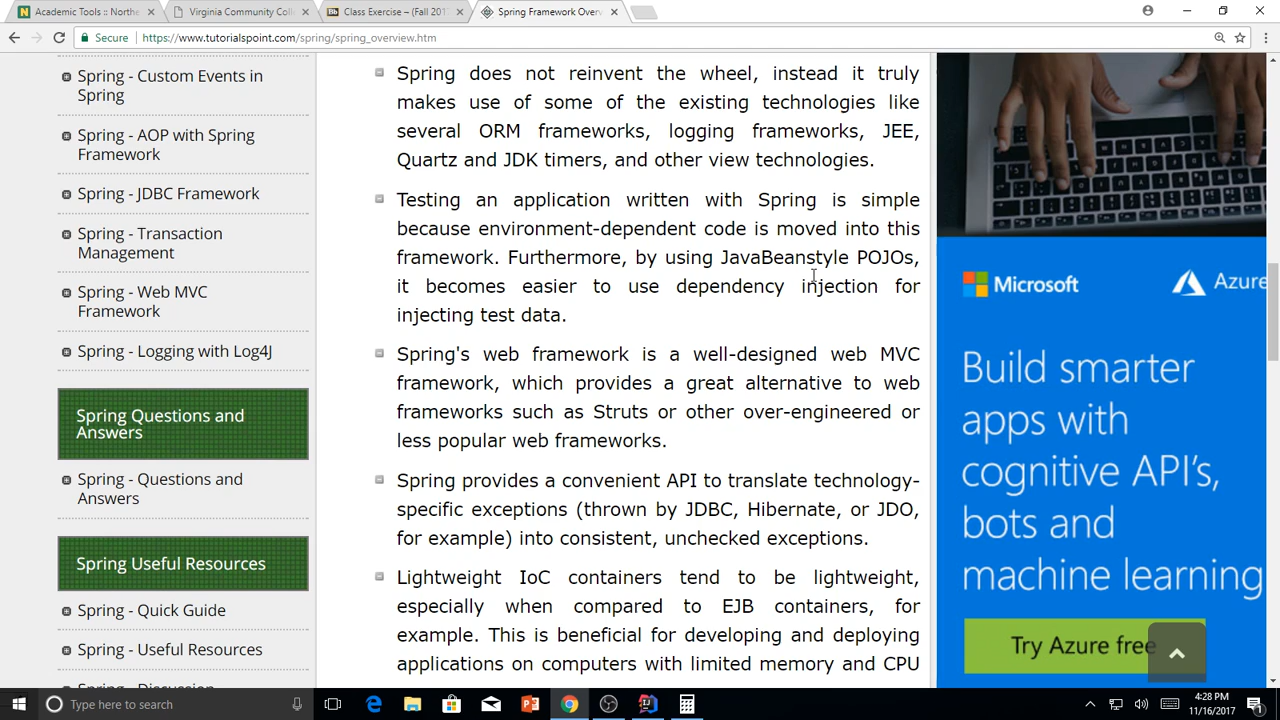 Academic Tools :: Northe
Virginia Community Coll
Class Exercise – (Fall 201
Spring Framework Over
Secure
https://www.tutorialspoint.com/spring/spring_overview.htm
Spring - Custom Events in
Spring
Spring - AOP with Spring
Framework
Spring - JDBC Framework
Spring - Transaction
Management
Spring - Web MVC
Framework
Spring - Logging with Log4J
Spring Questions and
Answers
Spring - Questions and
Answers
Spring Useful Resources
Spring - Quick Guide
Spring - Useful Resources
Spring - Discussion
Spring does not reinvent the wheel, instead it truly
makes use of some of the existing technologies like
several ORM frameworks, logging frameworks, JEE,
Quartz and JDK timers, and other view technologies.
Testing an application written with Spring is simple
because environment-dependent code is moved into this
framework. Furthermore, by using JavaBeanstyle POJOs,
it becomes easier to use dependency injection for
injecting test data.
Spring's web framework is a well-designed web MVC
framework, which provides a great alternative to web
frameworks such as Struts or other over-engineered or
less popular web frameworks.
Spring provides a convenient API to translate technology-
specific exceptions (thrown by JDBC, Hibernate, or JDO,
for example) into consistent, unchecked exceptions.
Lightweight IoC containers tend to be lightweight,
especially when compared to EJB containers, for
example. This is beneficial for developing and deploying
applications on computers with limited memory and CPU
Microsoft
Azure
Build smarter
apps with
cognitive API's,
bots and
machine learning
Try Azure free
Type here to search
4:28 PM
11/16/2017